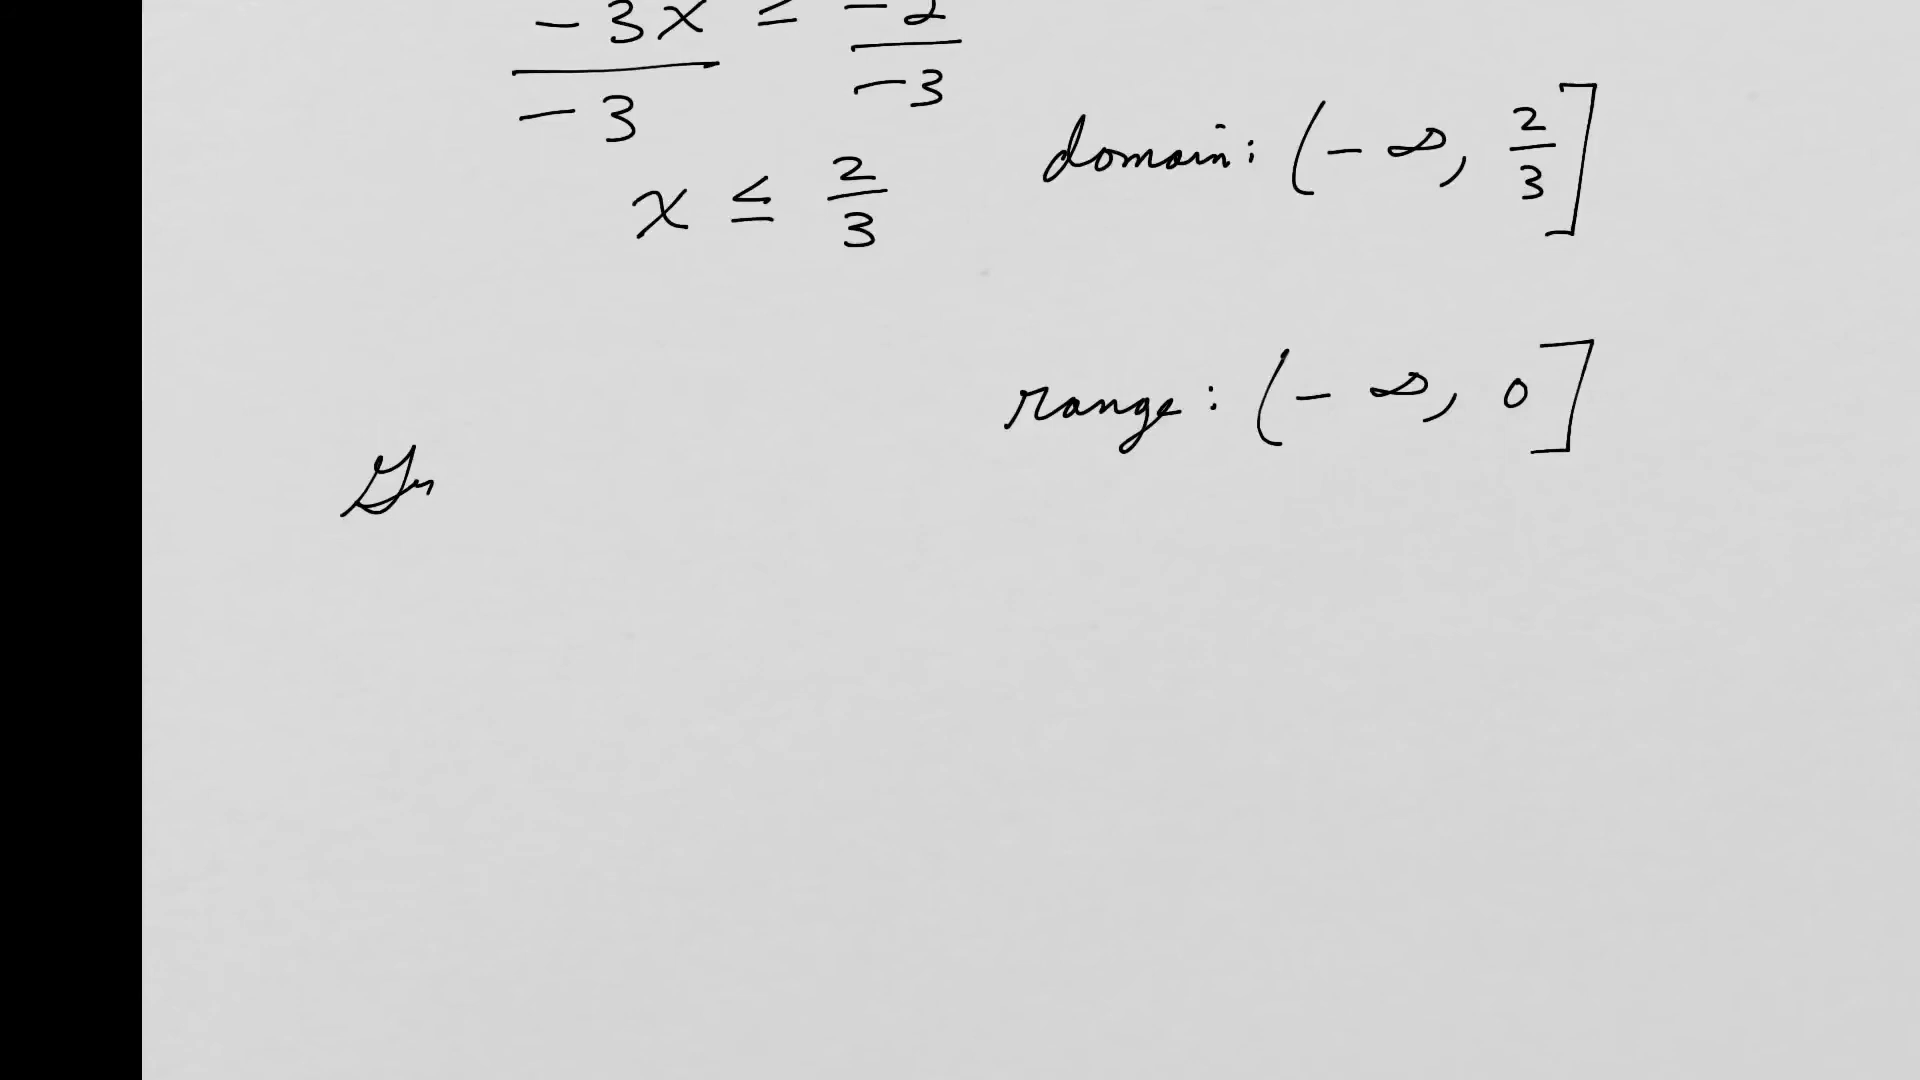 -3x ≤ -2
-3 -3
x ≤ 2/3
domain: (-∞, 2/3]
range: (-∞, 0]